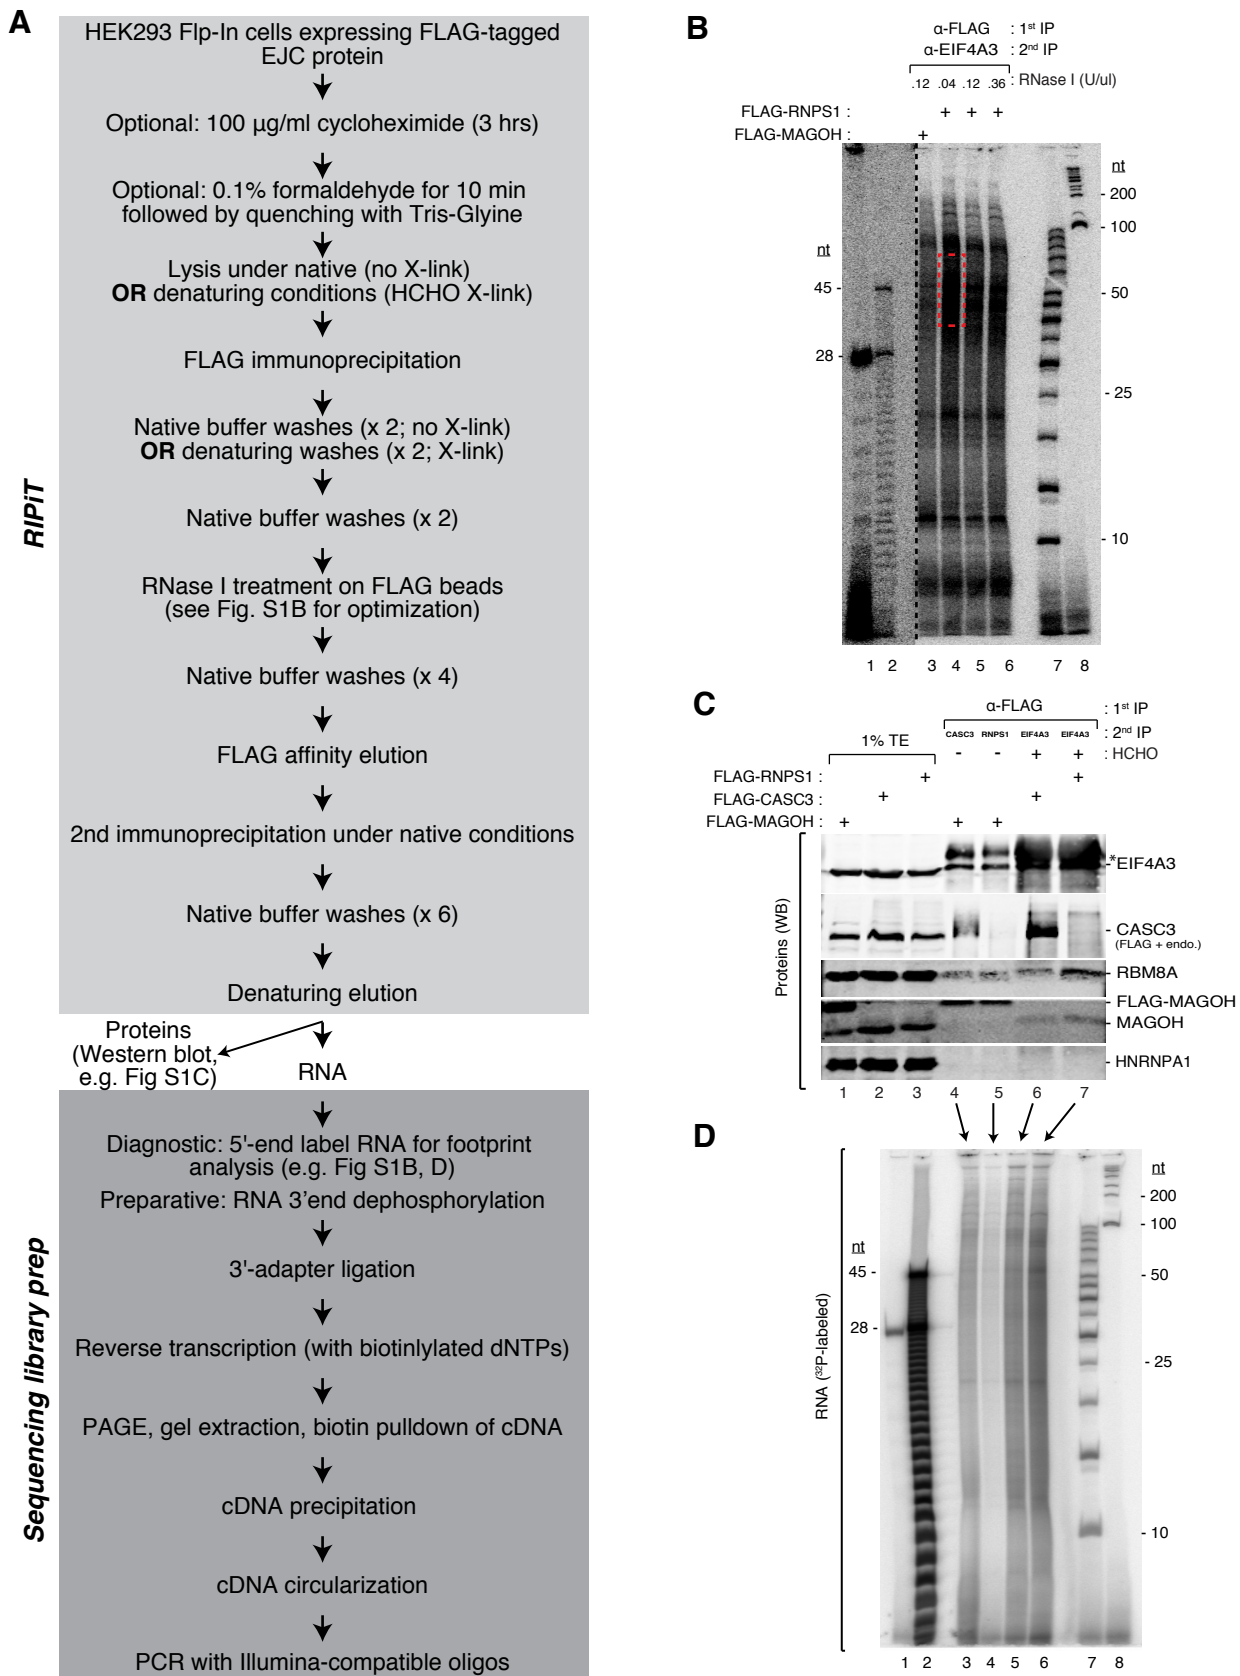 A
HEK293 Flp-In cells expressing FLAG-tagged
EJC protein
Optional: 100 µg/ml cycloheximide (3 hrs)
Optional: 0.1% formaldehyde for 10 min
followed by quenching with Tris-Glyine
Lysis under native (no X-link)
OR denaturing conditions (HCHO X-link)
FLAG immunoprecipitation
Native buffer washes (x 2; no X-link)
OR denaturing washes (x 2; X-link)
Native buffer washes (x 2)
RNase I treatment on FLAG beads
(see Fig. S1B for optimization)
Native buffer washes (x 4)
FLAG affinity elution
2nd immunoprecipitation under native conditions
Native buffer washes (x 6)
Denaturing elution
RIPiT
Proteins
(Western blot,
e.g. Fig S1C)
RNA
Diagnostic: 5'-end label RNA for footprint
analysis (e.g. Fig S1B, D)
Preparative: RNA 3'end dephosphorylation
3'-adapter ligation
Reverse transcription (with biotinlylated dNTPs)
PAGE, gel extraction, biotin pulldown of cDNA
cDNA precipitation
cDNA circularization
PCR with Illumina-compatible oligos
Sequencing library prep
B
α-FLAG : 1st IP
α-EIF4A3 : 2nd IP
.12 .04 .12 .36 : RNase I (U/ul)
FLAG-RNPS1 : + + +
FLAG-MAGOH : +
nt
45 -
28 -
nt
- 200
- 100
- 50
- 25
- 10
1 2 3 4 5 6 7 8
C
α-FLAG : 1st IP
1% TE CASC3 RNPS1 EIF4A3 EIF4A3 : 2nd IP
- - + + : HCHO
FLAG-RNPS1 : + +
FLAG-CASC3 : + +
FLAG-MAGOH : + + +
Proteins (WB)
*
-EIF4A3
- CASC3
(FLAG + endo.)
- RBM8A
- FLAG-MAGOH
- MAGOH
- HNRNPA1
1 2 3 4 5 6 7
D
RNA (32P-labeled)
nt
45 -
28 -
nt
- 200
- 100
- 50
- 25
- 10
1 2 3 4 5 6 7 8